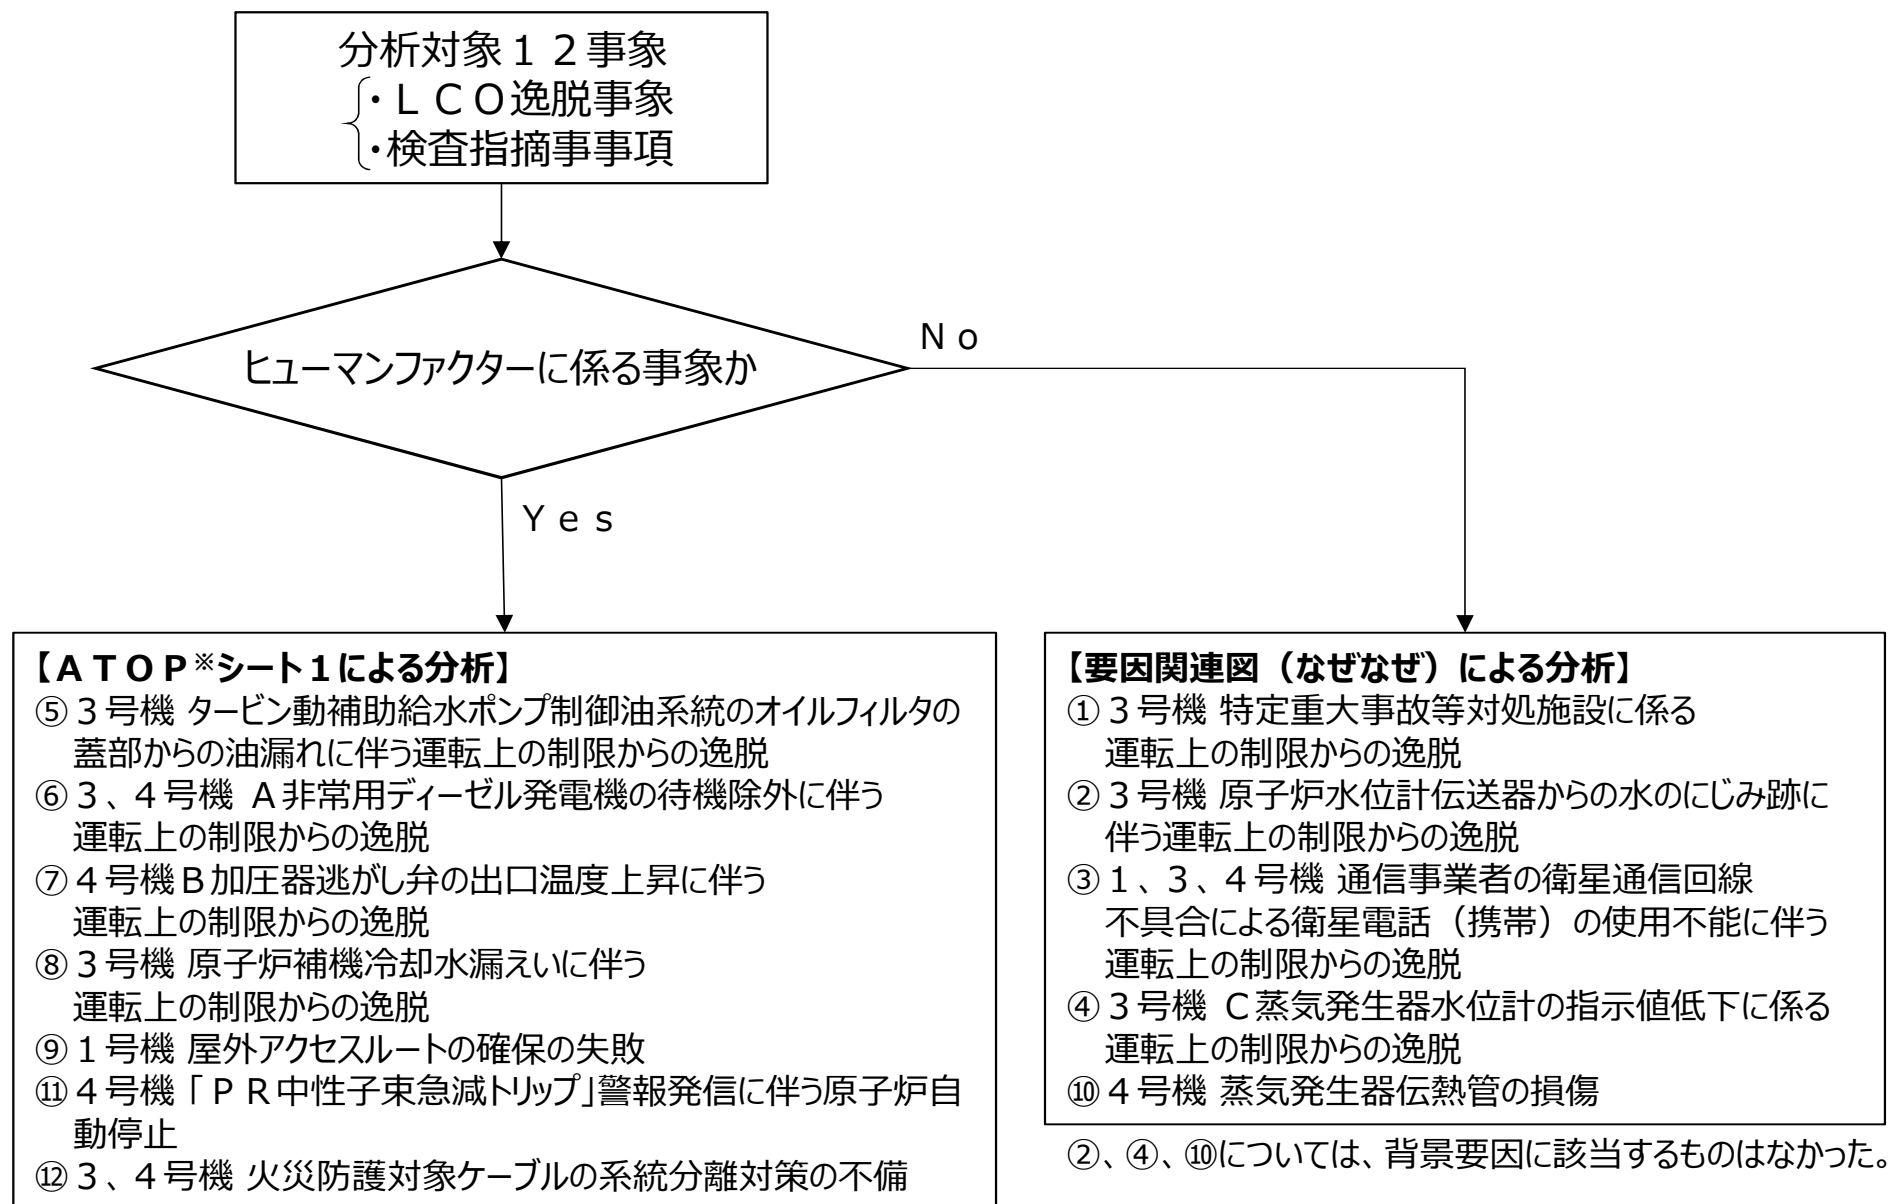 分析対象１２事象
・ＬＣＯ逸脱事象
・検査指摘事事項
ヒューマンファクターに係る事象か
Ｎｏ
Ｙｅｓ
【ＡＴＯＰ※シート１による分析】
⑤３号機 タービン動補助給水ポンプ制御油系統のオイルフィルタの
蓋部からの油漏れに伴う運転上の制限からの逸脱
⑥３、４号機 Ａ非常用ディーゼル発電機の待機除外に伴う
運転上の制限からの逸脱
⑦４号機Ｂ加圧器逃がし弁の出口温度上昇に伴う
運転上の制限からの逸脱
⑧３号機 原子炉補機冷却水漏えいに伴う
運転上の制限からの逸脱
⑨１号機 屋外アクセスルートの確保の失敗
⑪４号機「ＰＲ中性子束急減トリップ」警報発信に伴う原子炉自
動停止
⑫３、４号機 火災防護対象ケーブルの系統分離対策の不備
【要因関連図（なぜなぜ）による分析】
①３号機 特定重大事故等対処施設に係る
運転上の制限からの逸脱
②３号機 原子炉水位計伝送器からの水のにじみ跡に
伴う運転上の制限からの逸脱
③１、３、４号機 通信事業者の衛星通信回線
不具合による衛星電話（携帯）の使用不能に伴う
運転上の制限からの逸脱
④３号機 Ｃ蒸気発生器水位計の指示値低下に係る
運転上の制限からの逸脱
⑩４号機 蒸気発生器伝熱管の損傷
②、④、⑩については、背景要因に該当するものはなかった。